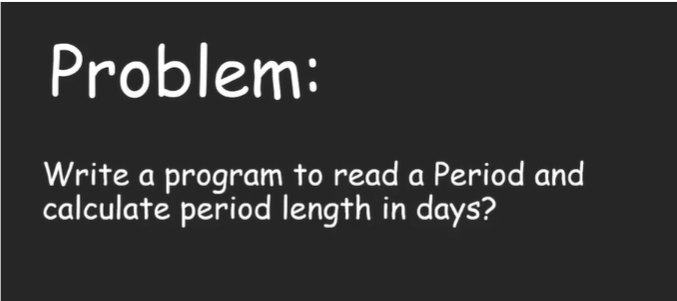 Problem:
Write a program to read a Period and
calculate period length in days?